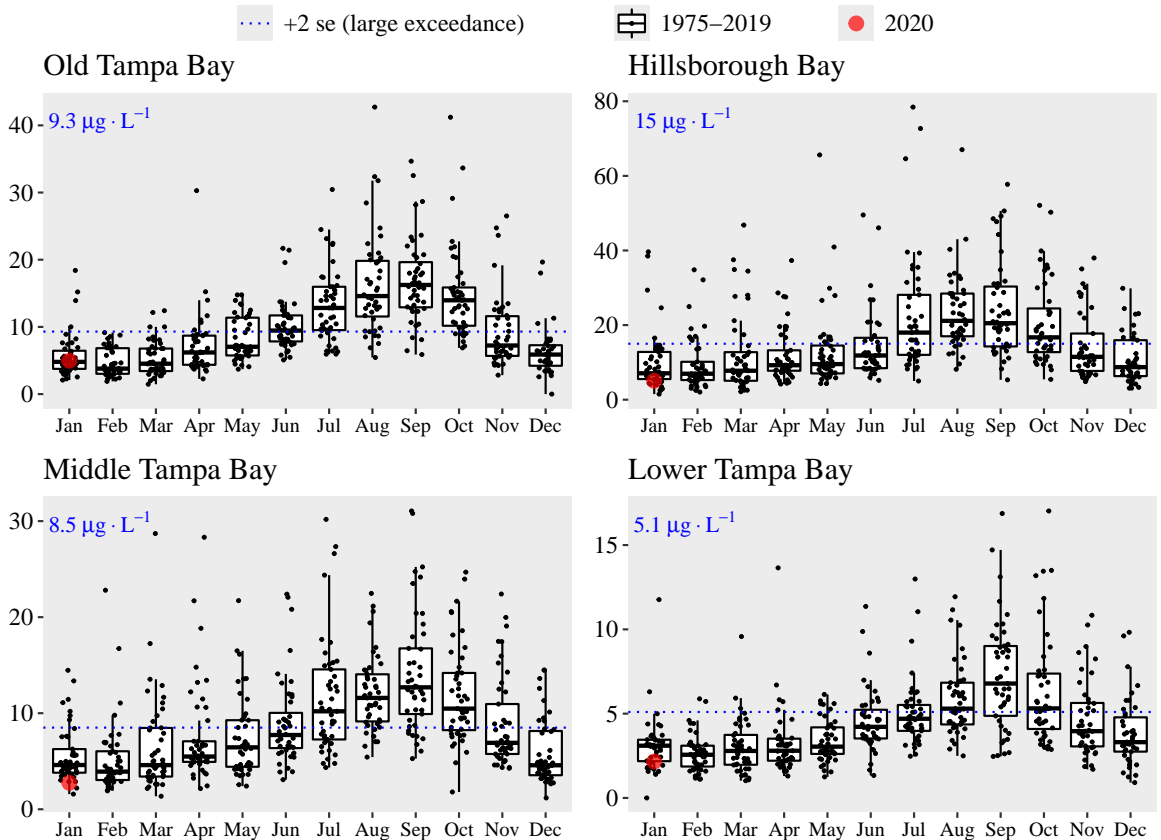 +2 se (large exceedance) 1975–2019 2020
Old Tampa Bay
9.3 μg · L⁻¹
40
30
20
10
0
Jan Feb Mar Apr May Jun Jul Aug Sep Oct Nov Dec
Hillsborough Bay
15 μg · L⁻¹
80
60
40
20
0
Jan Feb Mar Apr May Jun Jul Aug Sep Oct Nov Dec
Middle Tampa Bay
8.5 μg · L⁻¹
30
20
10
0
Jan Feb Mar Apr May Jun Jul Aug Sep Oct Nov Dec
Lower Tampa Bay
5.1 μg · L⁻¹
15
10
5
0
Jan Feb Mar Apr May Jun Jul Aug Sep Oct Nov Dec